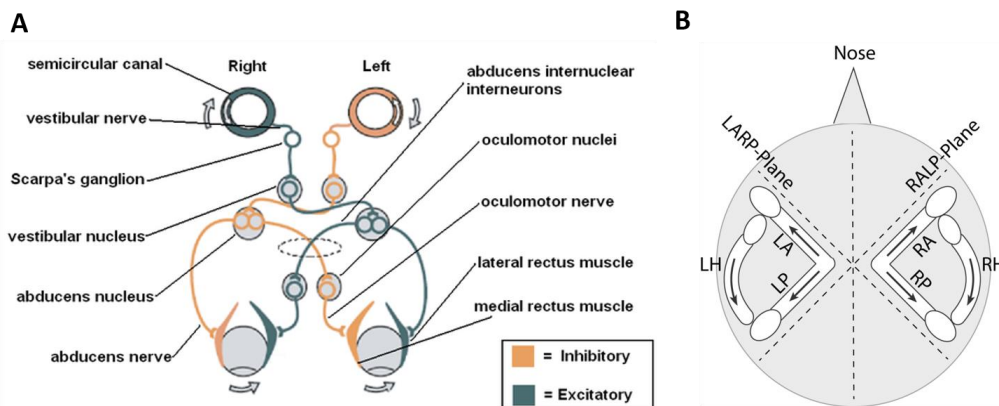 A
semicircular canal
vestibular nerve
Scarpa's ganglion
vestibular nucleus
abducens nucleus
abducens nerve
Right
Left
abducens internuclear
interneurons
oculomotor nuclei
oculomotor nerve
lateral rectus muscle
medial rectus muscle
= Inhibitory
= Excitatory
B
Nose
LARP-Plane
RALP-Plane
LH
LA
LP
RA
RP
RH